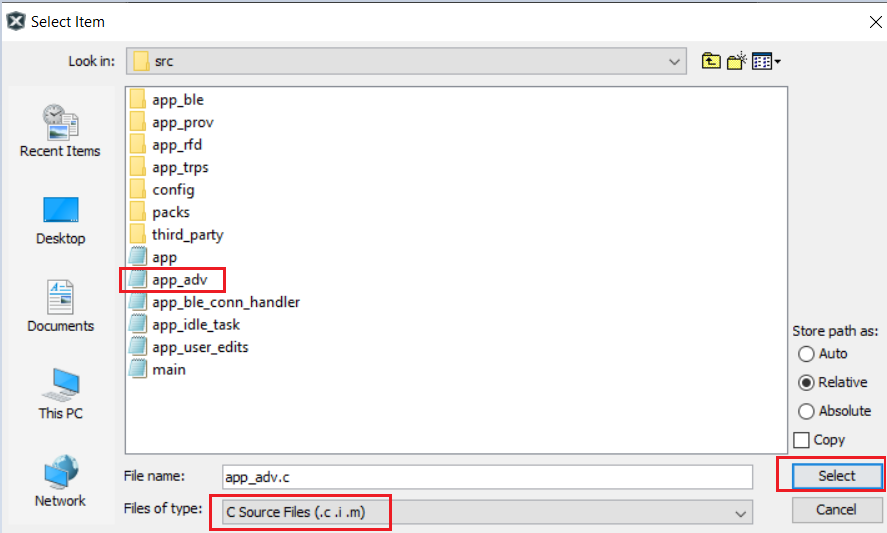 Select Item
Look in:
src
Recent Items
Desktop
Documents
This PC
Network
app_ble
app_prov
app_rfd
app_trps
config
packs
third_party
app
app_adv
app_ble_conn_handler
app_idle_task
app_user_edits
main
Store path as:
Auto
Relative
Absolute
Copy
File name:
app_adv.c
Select
Files of type:
C Source Files (.c .i .m)
Cancel